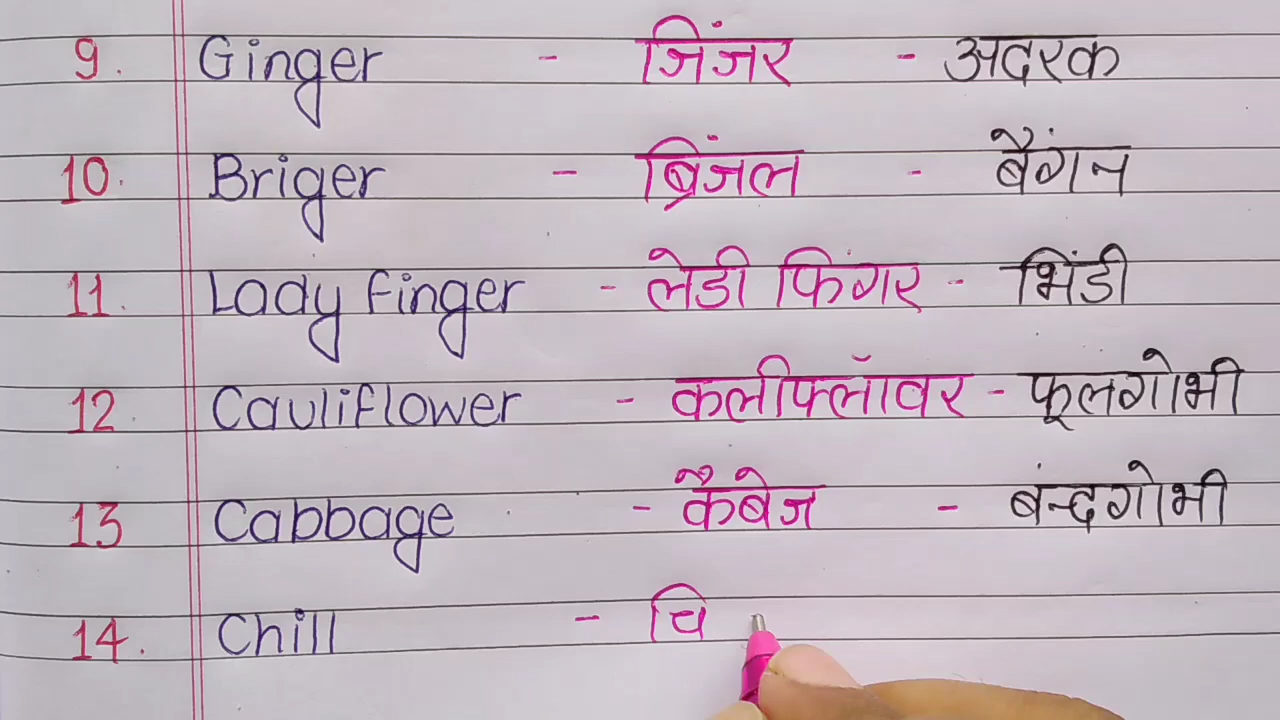 9. Ginger - जिंजर - अदरक
10. Briger - ब्रिंजल - बैंगन
11. Lady finger - लेडी फिंगर - भिंडी
12 Cauliflower - कलीफ्लॉवर - फूलगोभी
13 Cabbage - कैबेज - बंन्दगोभी
14. Chill - चि